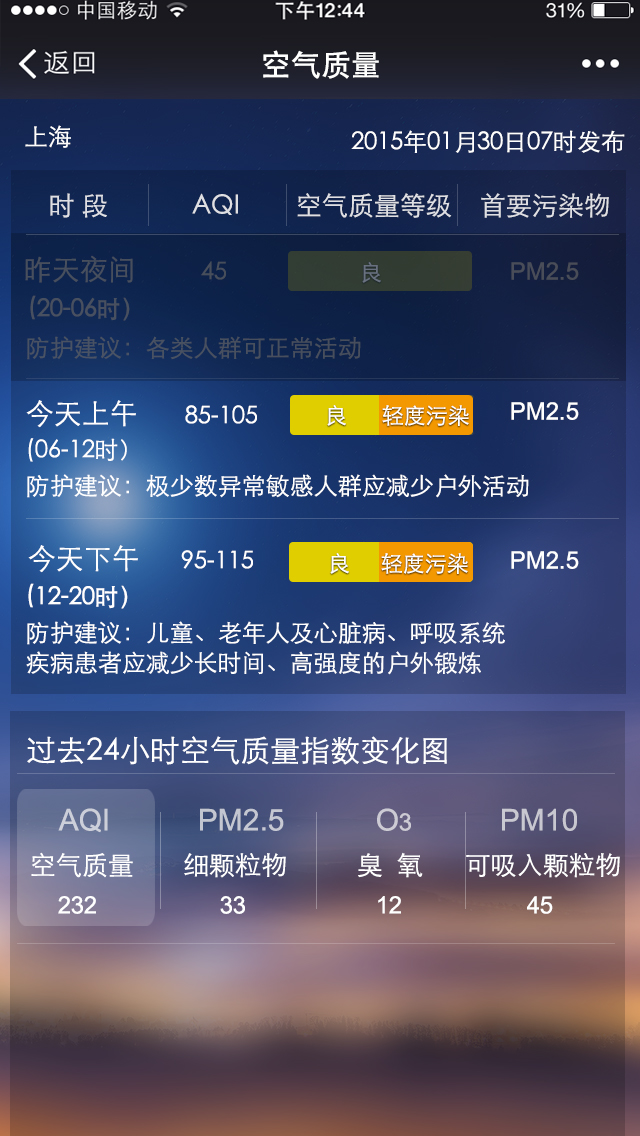 中国移动 下午12:44 31%
返回 空气质量
上海 2015年01月30日07时发布
时 段 AQI 空气质量等级 首要污染物
昨天夜间 45 良 PM2.5
(20-06时)
防护建议：各类人群可正常活动
今天上午 85-105 良 轻度污染 PM2.5
(06-12时)
防护建议：极少数异常敏感人群应减少户外活动
今天下午 95-115 良 轻度污染 PM2.5
(12-20时)
防护建议：儿童、老年人及心脏病、呼吸系统
疾病患者应减少长时间、高强度的户外锻炼
过去24小时空气质量指数变化图
AQI PM2.5 O3 PM10
空气质量 细颗粒物 臭 氧 可吸入颗粒物
232 33 12 45